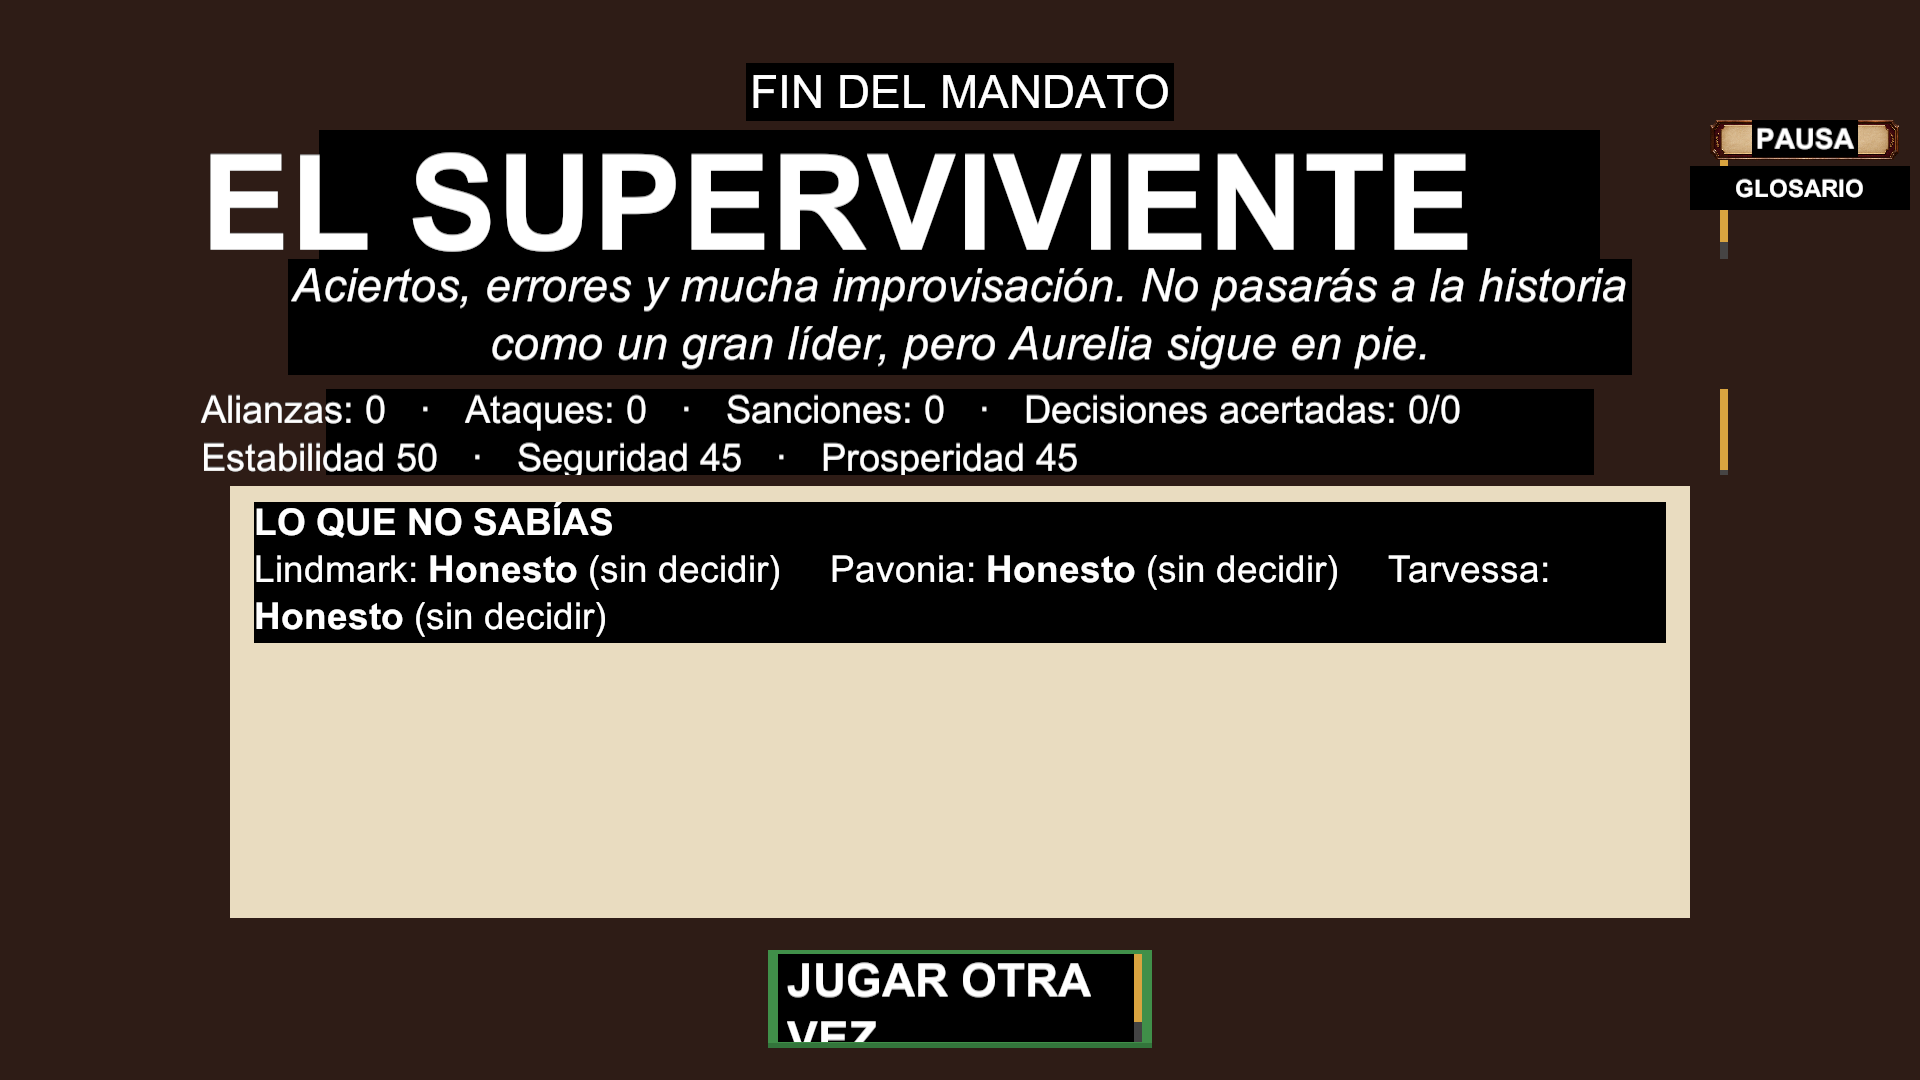 FIN DEL MANDATO
PAUSA
EL SUPERVIVIENTE
GLOSARIO
Aciertos, errores y mucha improvisación. No pasarás a la historia
como un gran líder, pero Aurelia sigue en pie.
Alianzas: 0 · Ataques: 0 · Sanciones: 0 · Decisiones acertadas: 0/0
Estabilidad 50 · Seguridad 45 · Prosperidad 45
LO QUE NO SABÍAS
Lindmark: Honesto (sin decidir) Pavonia: Honesto (sin decidir) Tarvessa:
Honesto (sin decidir)
JUGAR OTRA
VEZ